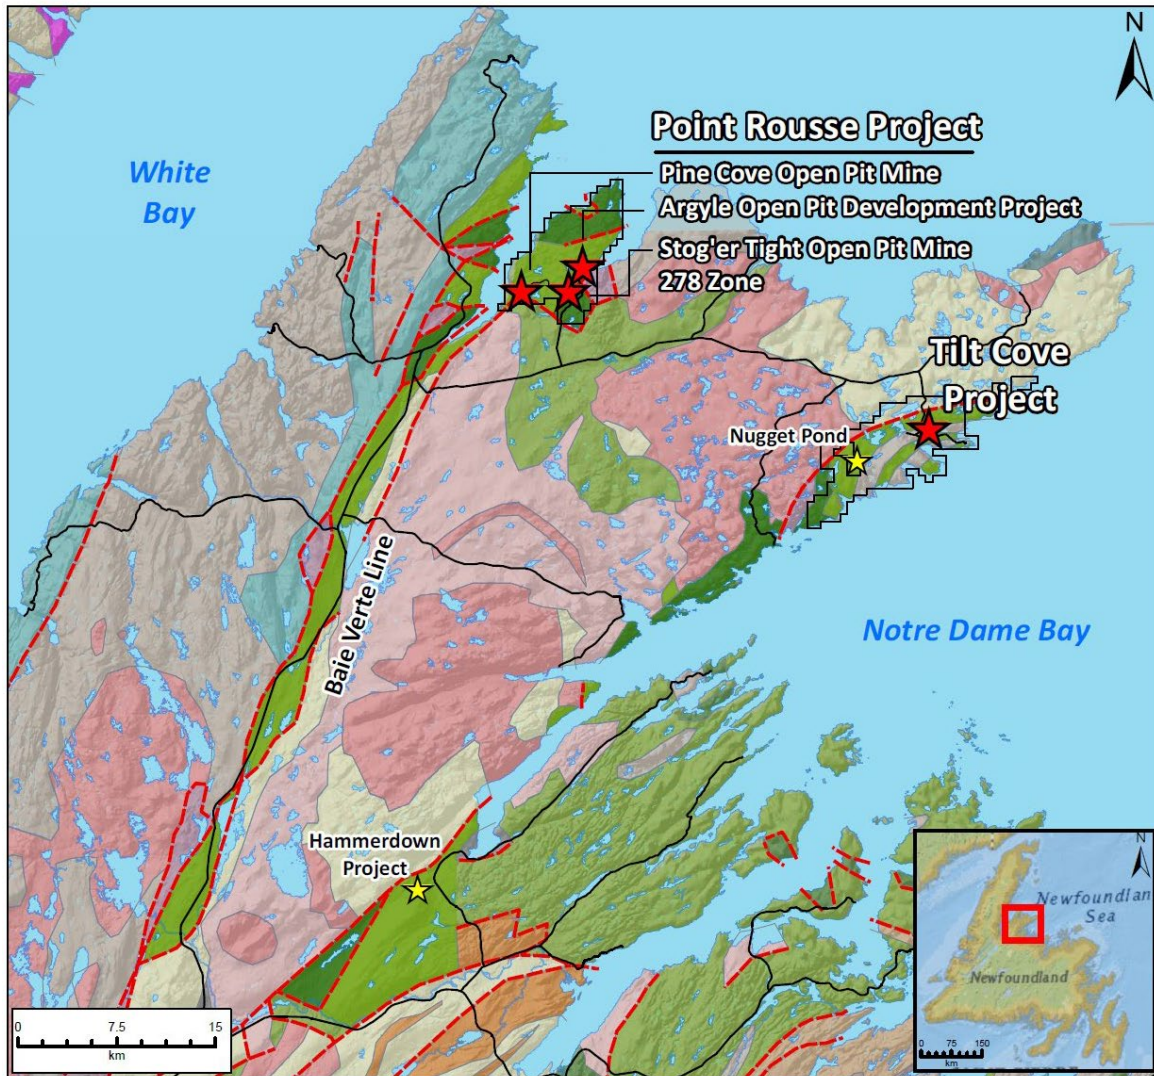 N
Point Rousse Project
White
Bay
Pine Cove Open Pit Mine
Argyle Open Pit Development Project
Stog'er Tight Open Pit Mine
278 Zone
Tilt Cove
Project
Nugget Pond
Baie Verte Line
Notre Dame Bay
Hammerdown
Project
N
Newfoundlan
Sea
Newfoundland
0 7.5 15
km
0 75 150
km